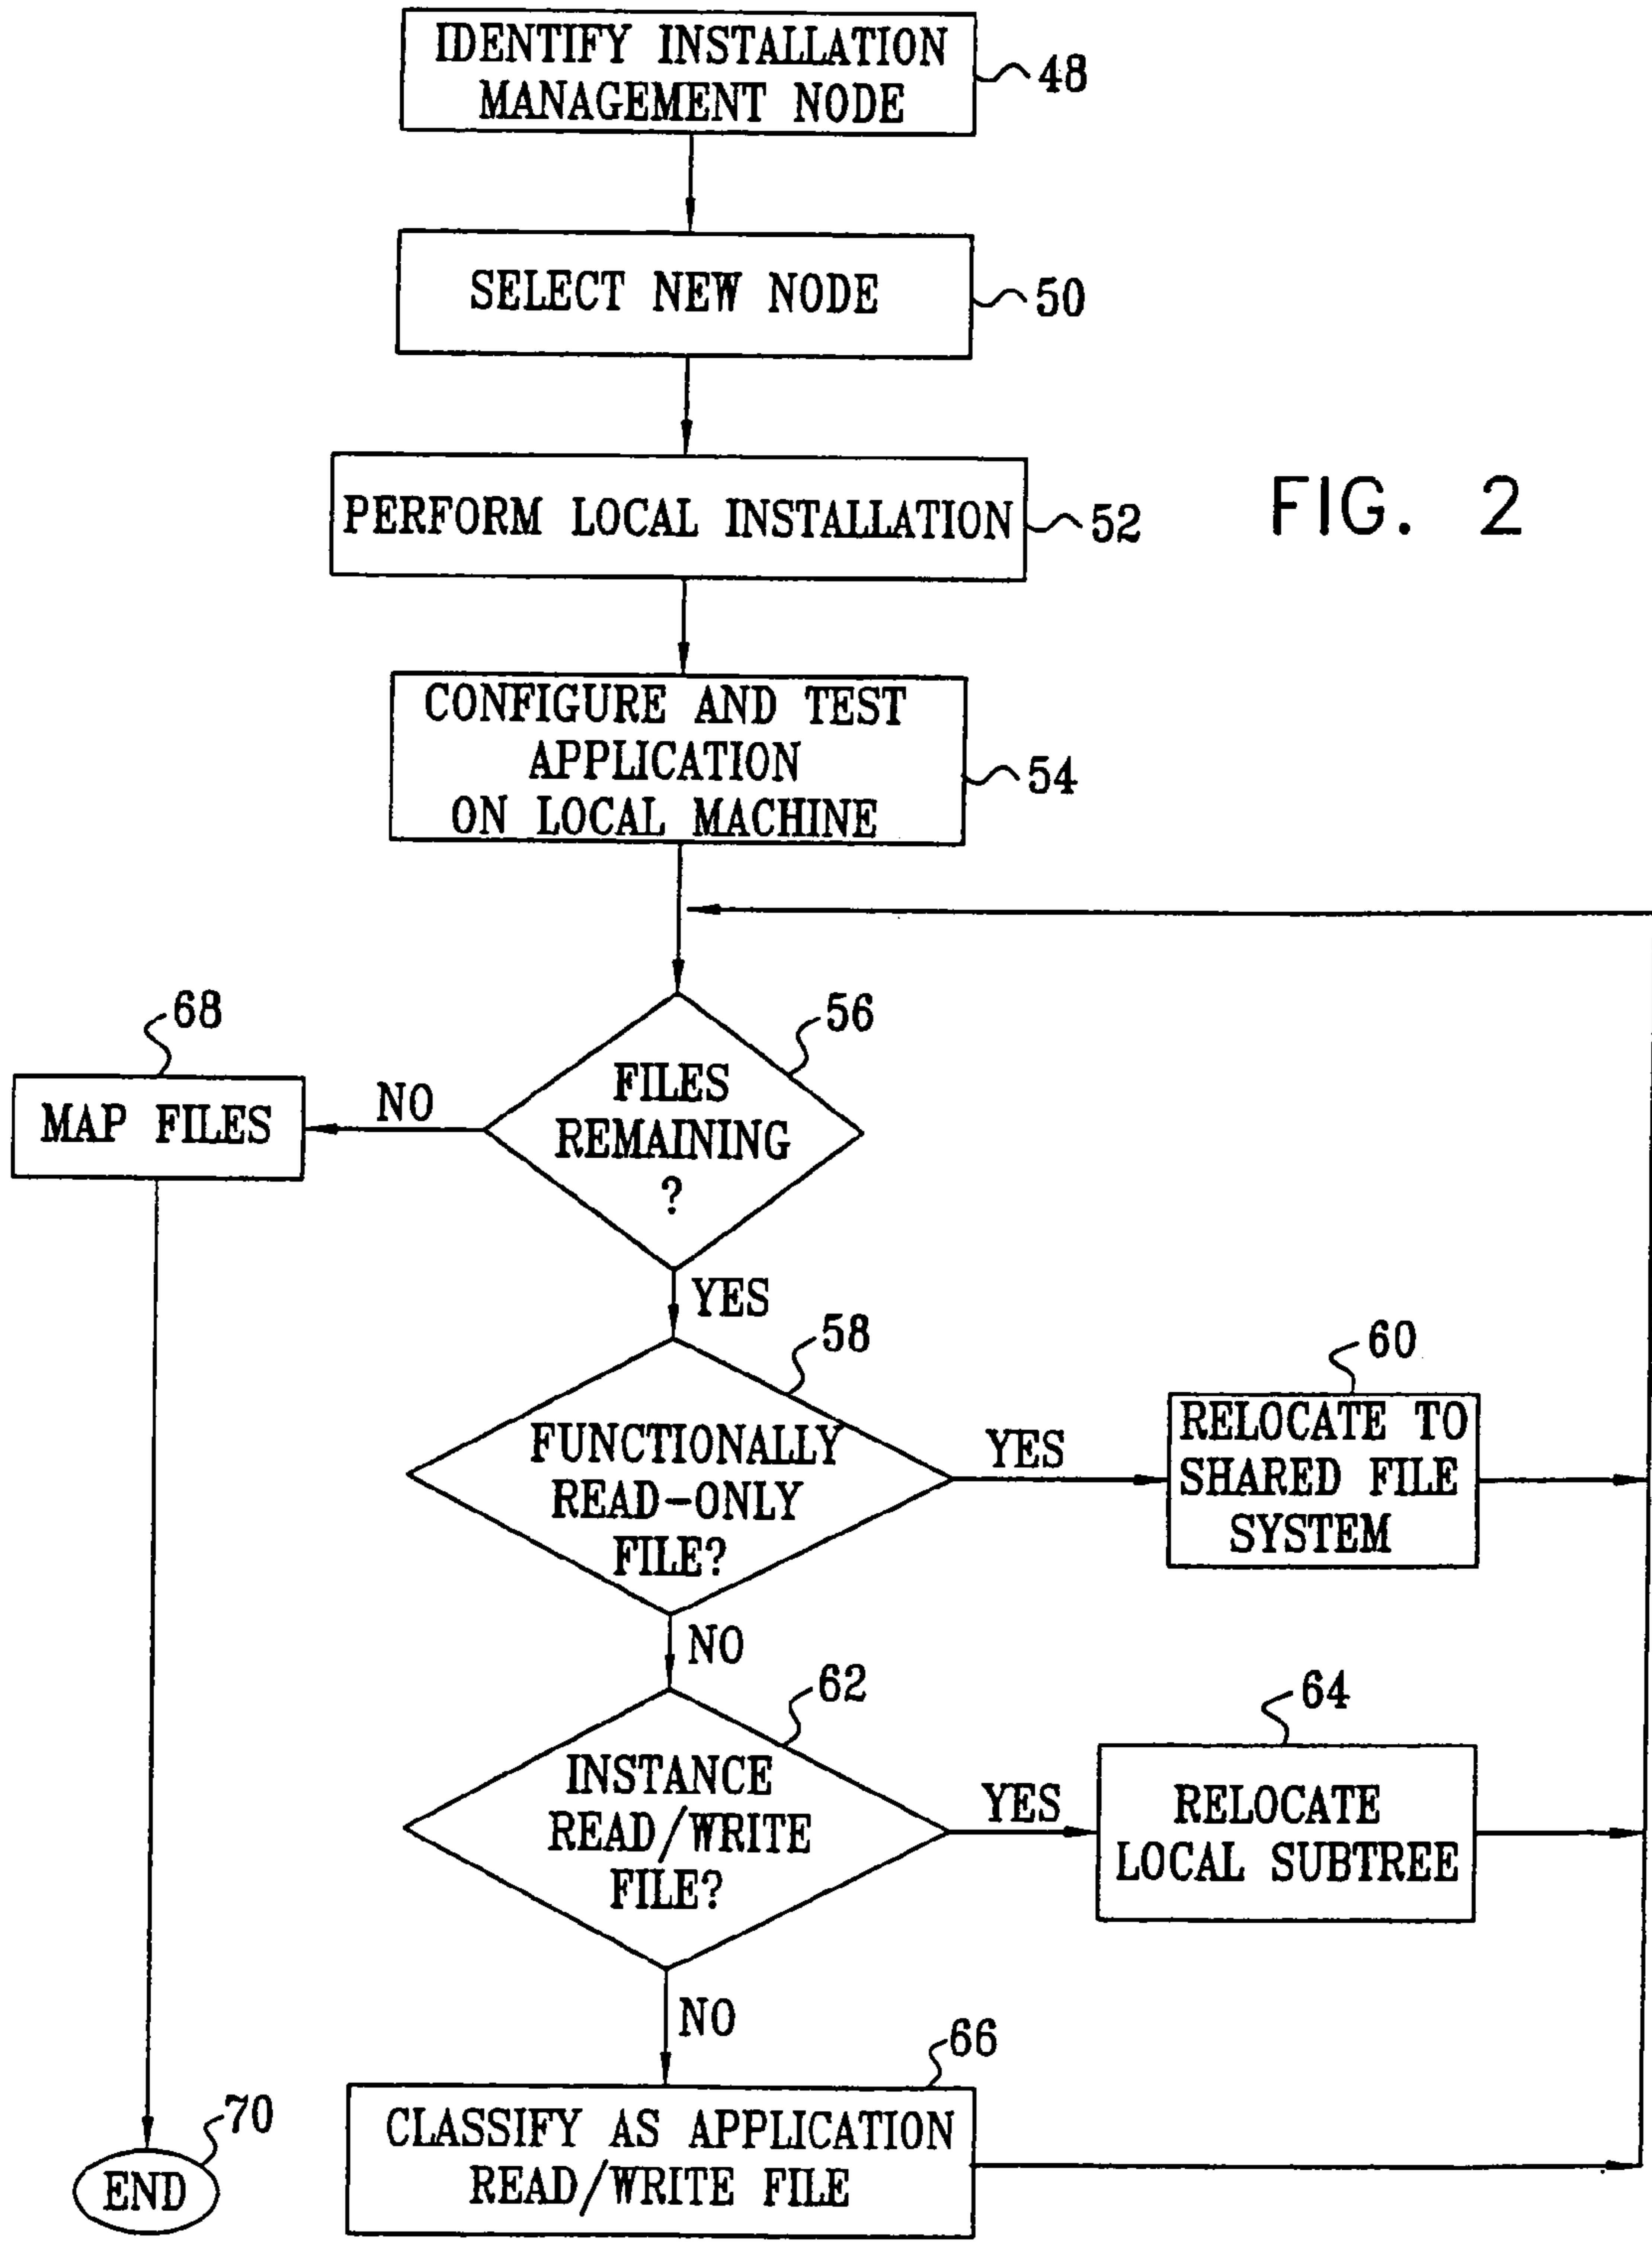 IDENTIFY INSTALLATION
MANAGEMENT NODE
48
SELECT NEW NODE
50
PERFORM LOCAL INSTALLATION
52
FIG. 2
CONFIGURE AND TEST
APPLICATION
ON LOCAL MACHINE
54
68
MAP FILES
NO
56
FILES
REMAINING
?
YES
58
FUNCTIONALLY
READ-ONLY
FILE?
YES
60
RELOCATE TO
SHARED FILE
SYSTEM
NO
62
INSTANCE
READ/WRITE
FILE?
YES
64
RELOCATE
LOCAL SUBTREE
NO
66
CLASSIFY AS APPLICATION
READ/WRITE FILE
70
END